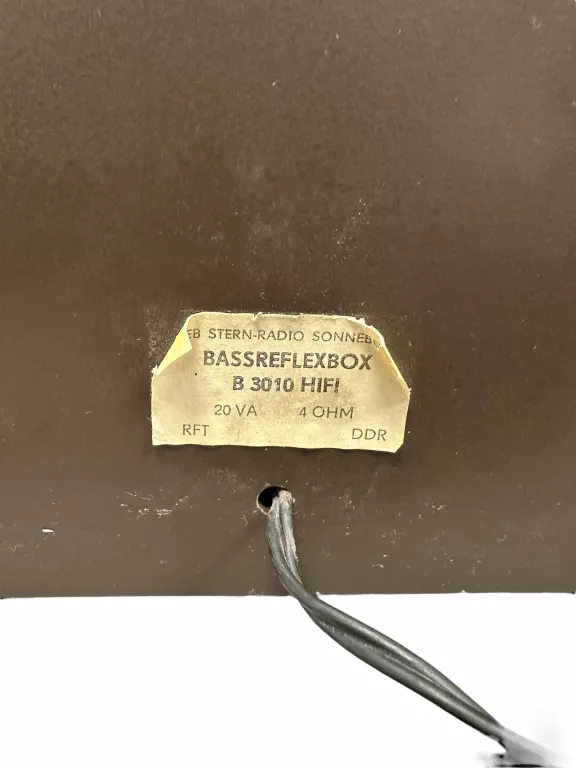 EB STERN-RADIO SONNEB
BASSREFLEXBOX
B 3010 HIFI
20 VA 4 OHM
RFT DDR